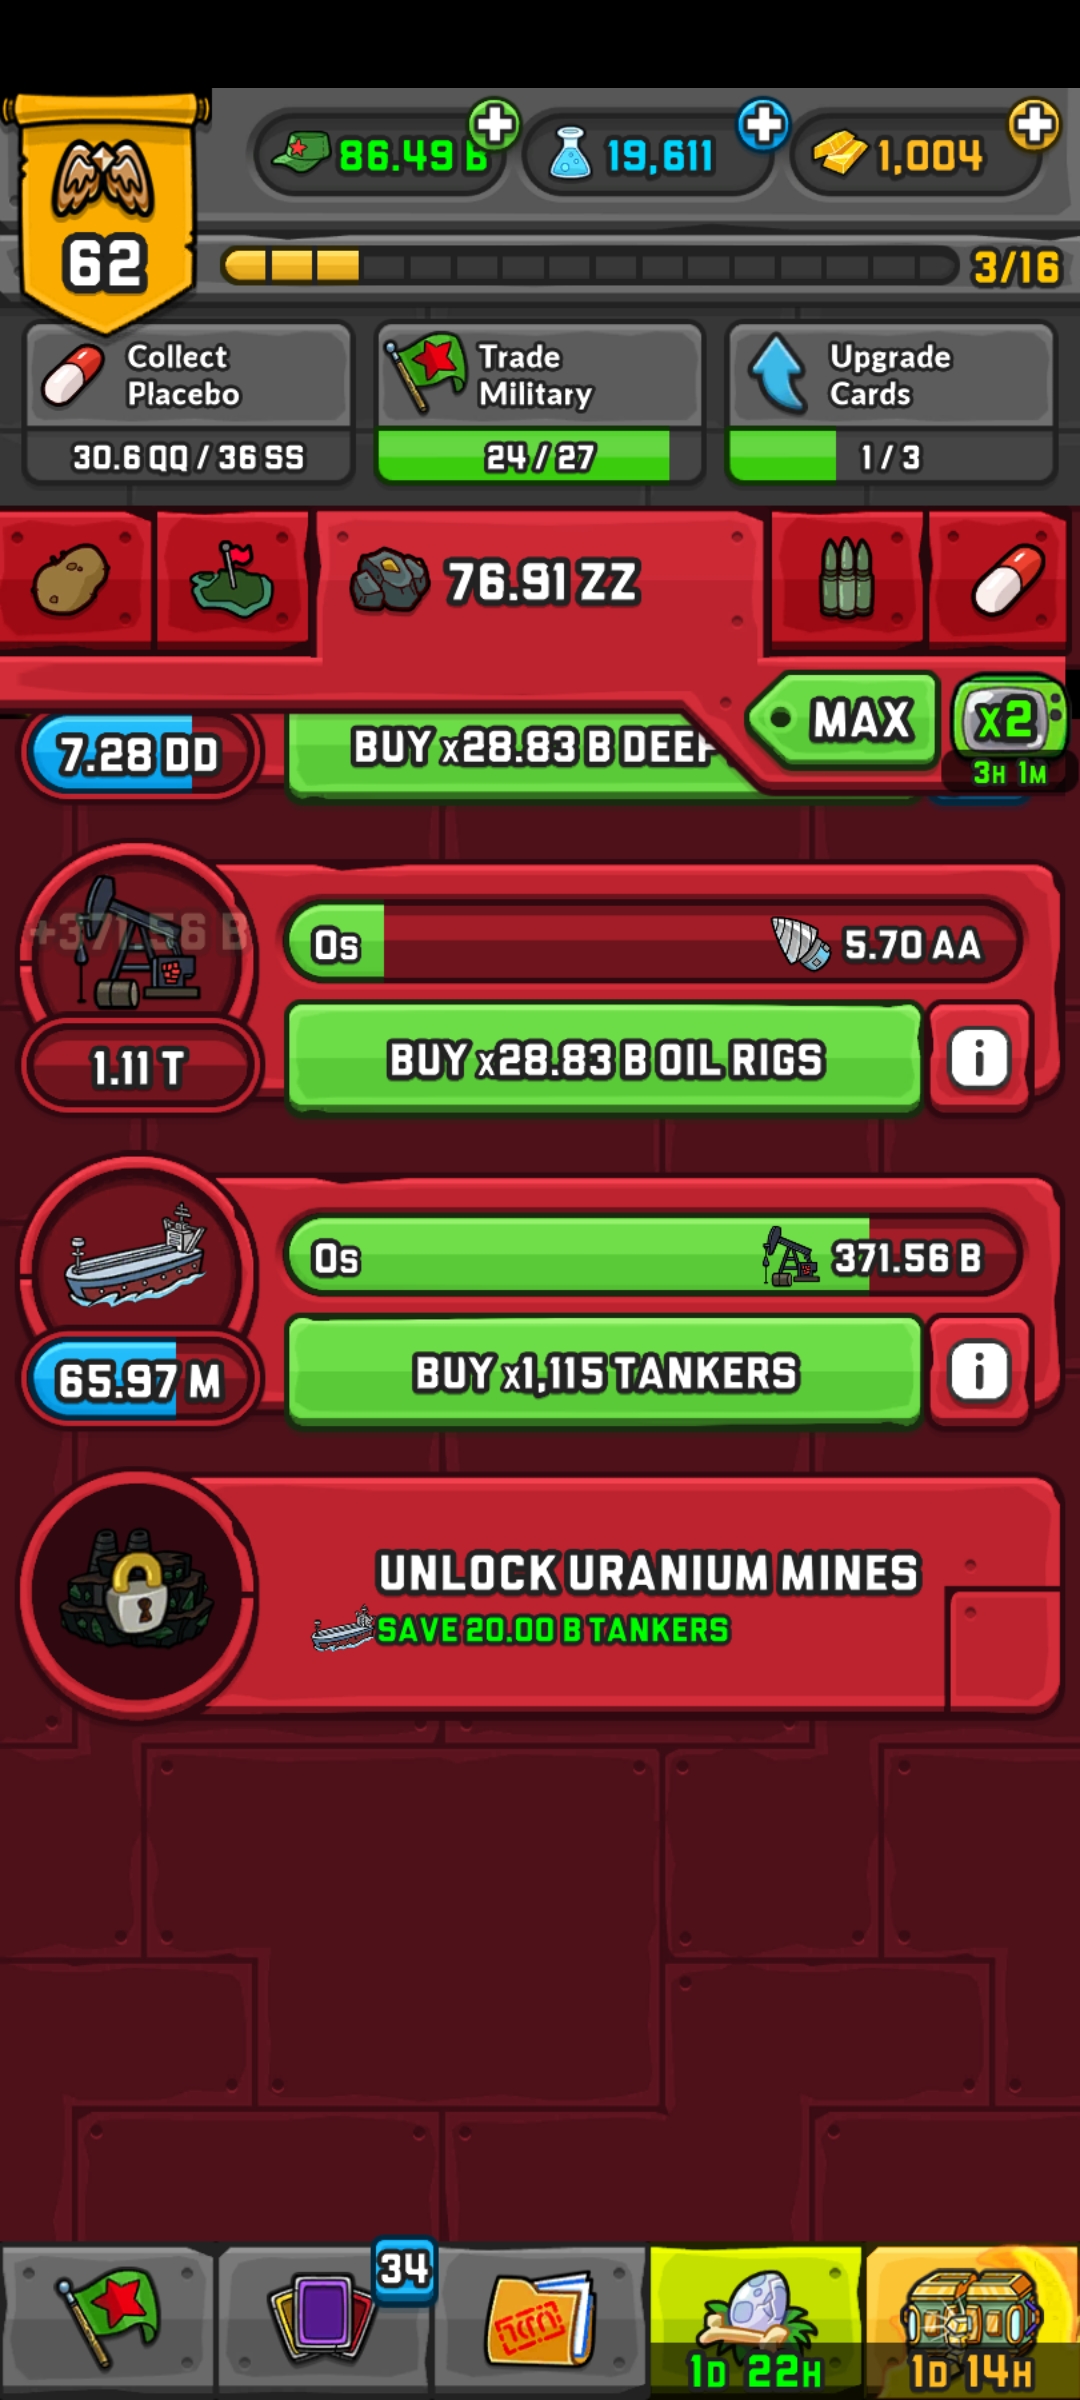 86.49 B
19,611
1,004
62
3/16
Collect
Placebo
30.6 QQ / 36 SS
Trade
Military
24 / 27
Upgrade
Cards
1 / 3
76.91 ZZ
MAX
x2
3H 1M
7.28 DD
BUY x28.83 B DEEP
+371.56 B
0s
5.70 AA
1.11 T
BUY x28.83 B OIL RIGS
i
0s
371.56 B
65.97 M
BUY x1,115 TANKERS
i
UNLOCK URANIUM MINES
SAVE 20.00 B TANKERS
34
1D 22H
1D 14H